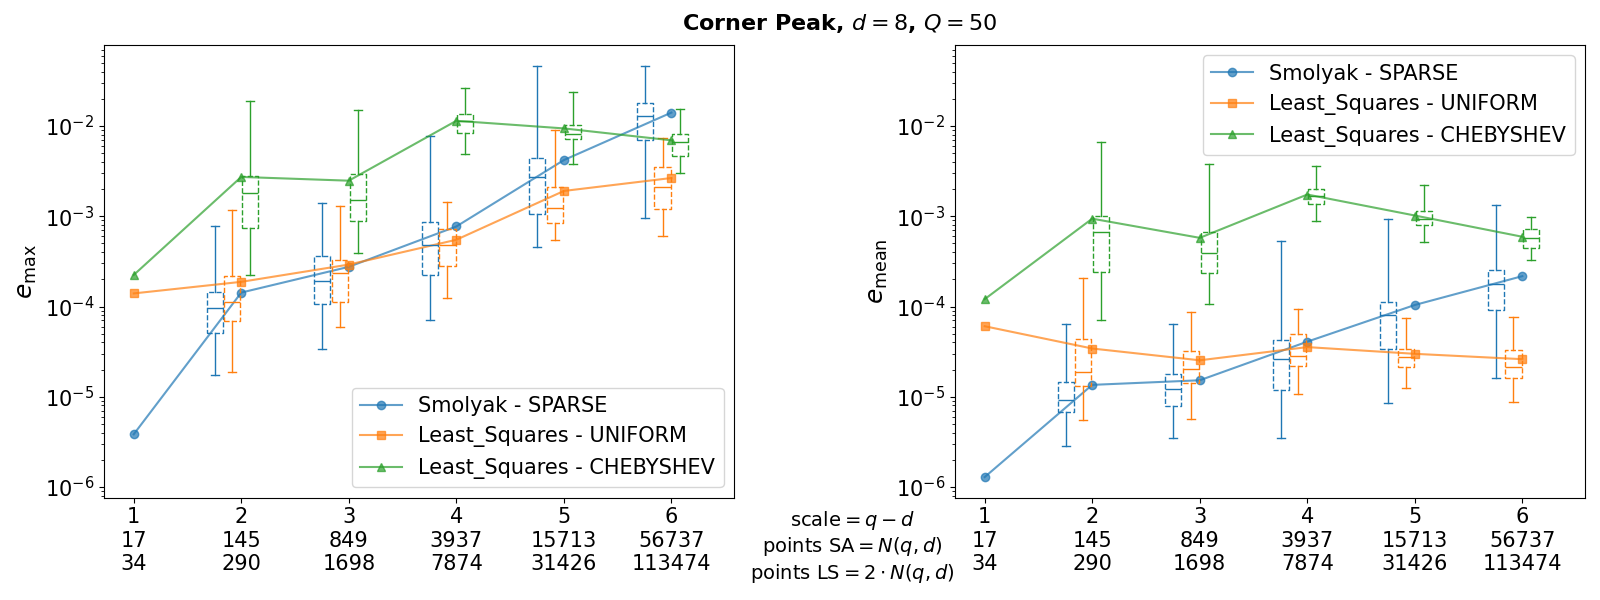 Corner Peak, d = 8, Q = 50
e_max
10^−2
10^−3
10^−4
10^−5
10^−6
Smolyak - SPARSE
Least_Squares - UNIFORM
Least_Squares - CHEBYSHEV
1 2 3 4 5 6
17 145 849 3937 15713 56737
34 290 1698 7874 31426 113474
scale = q − d
points SA = N(q, d)
points LS = 2 · N(q, d)
e_mean
10^−2
10^−3
10^−4
10^−5
10^−6
Smolyak - SPARSE
Least_Squares - UNIFORM
Least_Squares - CHEBYSHEV
1 2 3 4 5 6
17 145 849 3937 15713 56737
34 290 1698 7874 31426 113474